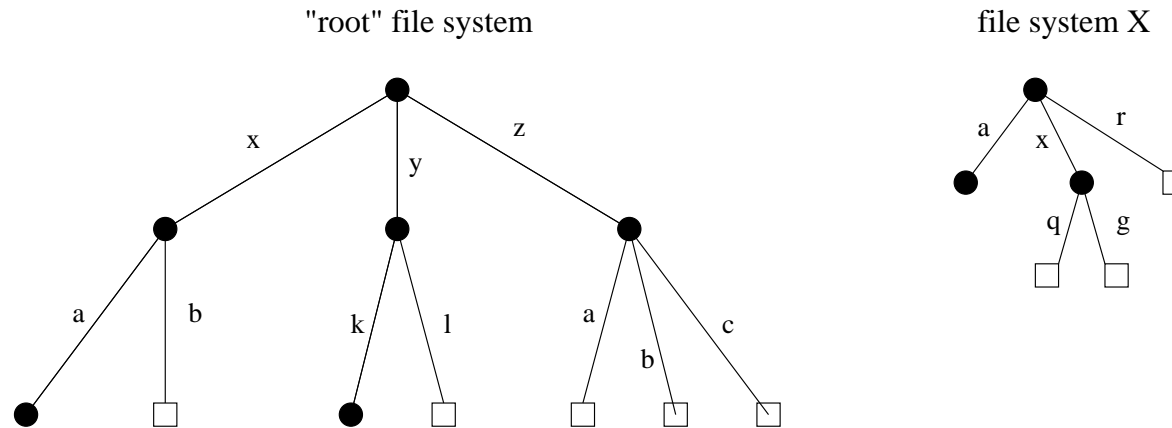 "root" file system
file system X
x
y
z
a
x
r
q
g
a
b
k
l
a
b
c